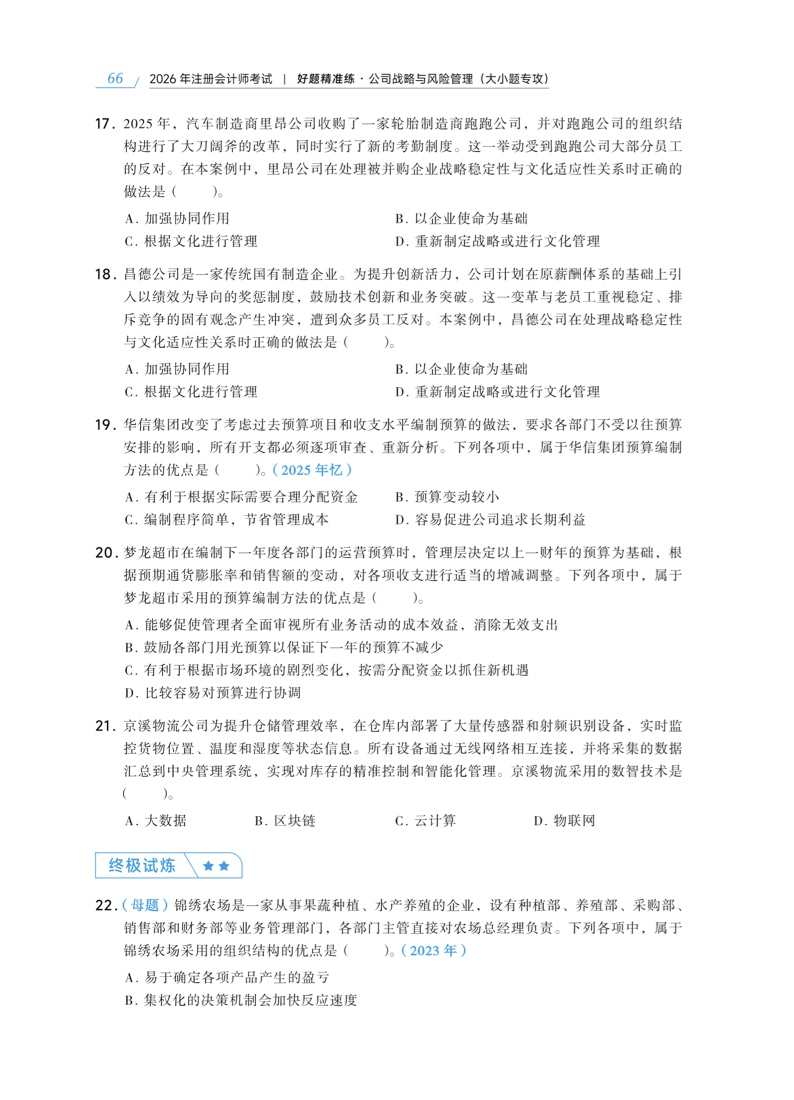 66 2026 年注册会计师考试 | 好题精准练·公司战略与风险管理（大小题专攻）
17. 2025 年，汽车制造商里昂公司收购了一家轮胎制造商跑跑公司，并对跑跑公司的组织结
构进行了大刀阔斧的改革，同时实行了新的考勤制度。这一举动受到跑跑公司大部分员工
的反对。在本案例中，里昂公司在处理被并购企业战略稳定性与文化适应性关系时正确的
做法是（　　）。
A. 加强协同作用 B. 以企业使命为基础
C. 根据文化进行管理 D. 重新制定战略或进行文化管理
18. 昌德公司是一家传统国有制造企业。为提升创新活力，公司计划在原薪酬体系的基础上引
入以绩效为导向的奖惩制度，鼓励技术创新和业务突破。这一变革与老员工重视稳定、排
斥竞争的固有观念产生冲突，遭到众多员工反对。本案例中，昌德公司在处理战略稳定性
与文化适应性关系时正确的做法是（　　）。
A. 加强协同作用 B. 以企业使命为基础
C. 根据文化进行管理 D. 重新制定战略或进行文化管理
19. 华信集团改变了考虑过去预算项目和收支水平编制预算的做法，要求各部门不受以往预算
安排的影响，所有开支都必须逐项审查、重新分析。下列各项中，属于华信集团预算编制
方法的优点是（　　）。（2025 年忆）
A. 有利于根据实际需要合理分配资金 B. 预算变动较小
C. 编制程序简单，节省管理成本 D. 容易促进公司追求长期利益
20. 梦龙超市在编制下一年度各部门的运营预算时，管理层决定以上一财年的预算为基础，根
据预期通货膨胀率和销售额的变动，对各项收支进行适当的增减调整。下列各项中，属于
梦龙超市采用的预算编制方法的优点是（　　）。
A. 能够促使管理者全面审视所有业务活动的成本效益，消除无效支出
B. 鼓励各部门用光预算以保证下一年的预算不减少
C. 有利于根据市场环境的剧烈变化，按需分配资金以抓住新机遇
D. 比较容易对预算进行协调
21. 京溪物流公司为提升仓储管理效率，在仓库内部署了大量传感器和射频识别设备，实时监
控货物位置、温度和湿度等状态信息。所有设备通过无线网络相互连接，并将采集的数据
汇总到中央管理系统，实现对库存的精准控制和智能化管理。京溪物流采用的数智技术是
（　　）。
A. 大数据 B. 区块链 C. 云计算 D. 物联网
终极试炼 ★★
22.（母题）锦绣农场是一家从事果蔬种植、水产养殖的企业，设有种植部、养殖部、采购部、
销售部和财务部等业务管理部门，各部门主管直接对农场总经理负责。下列各项中，属于
锦绣农场采用的组织结构的优点是（　　）。（2023 年）
A. 易于确定各项产品产生的盈亏
B. 集权化的决策机制会加快反应速度